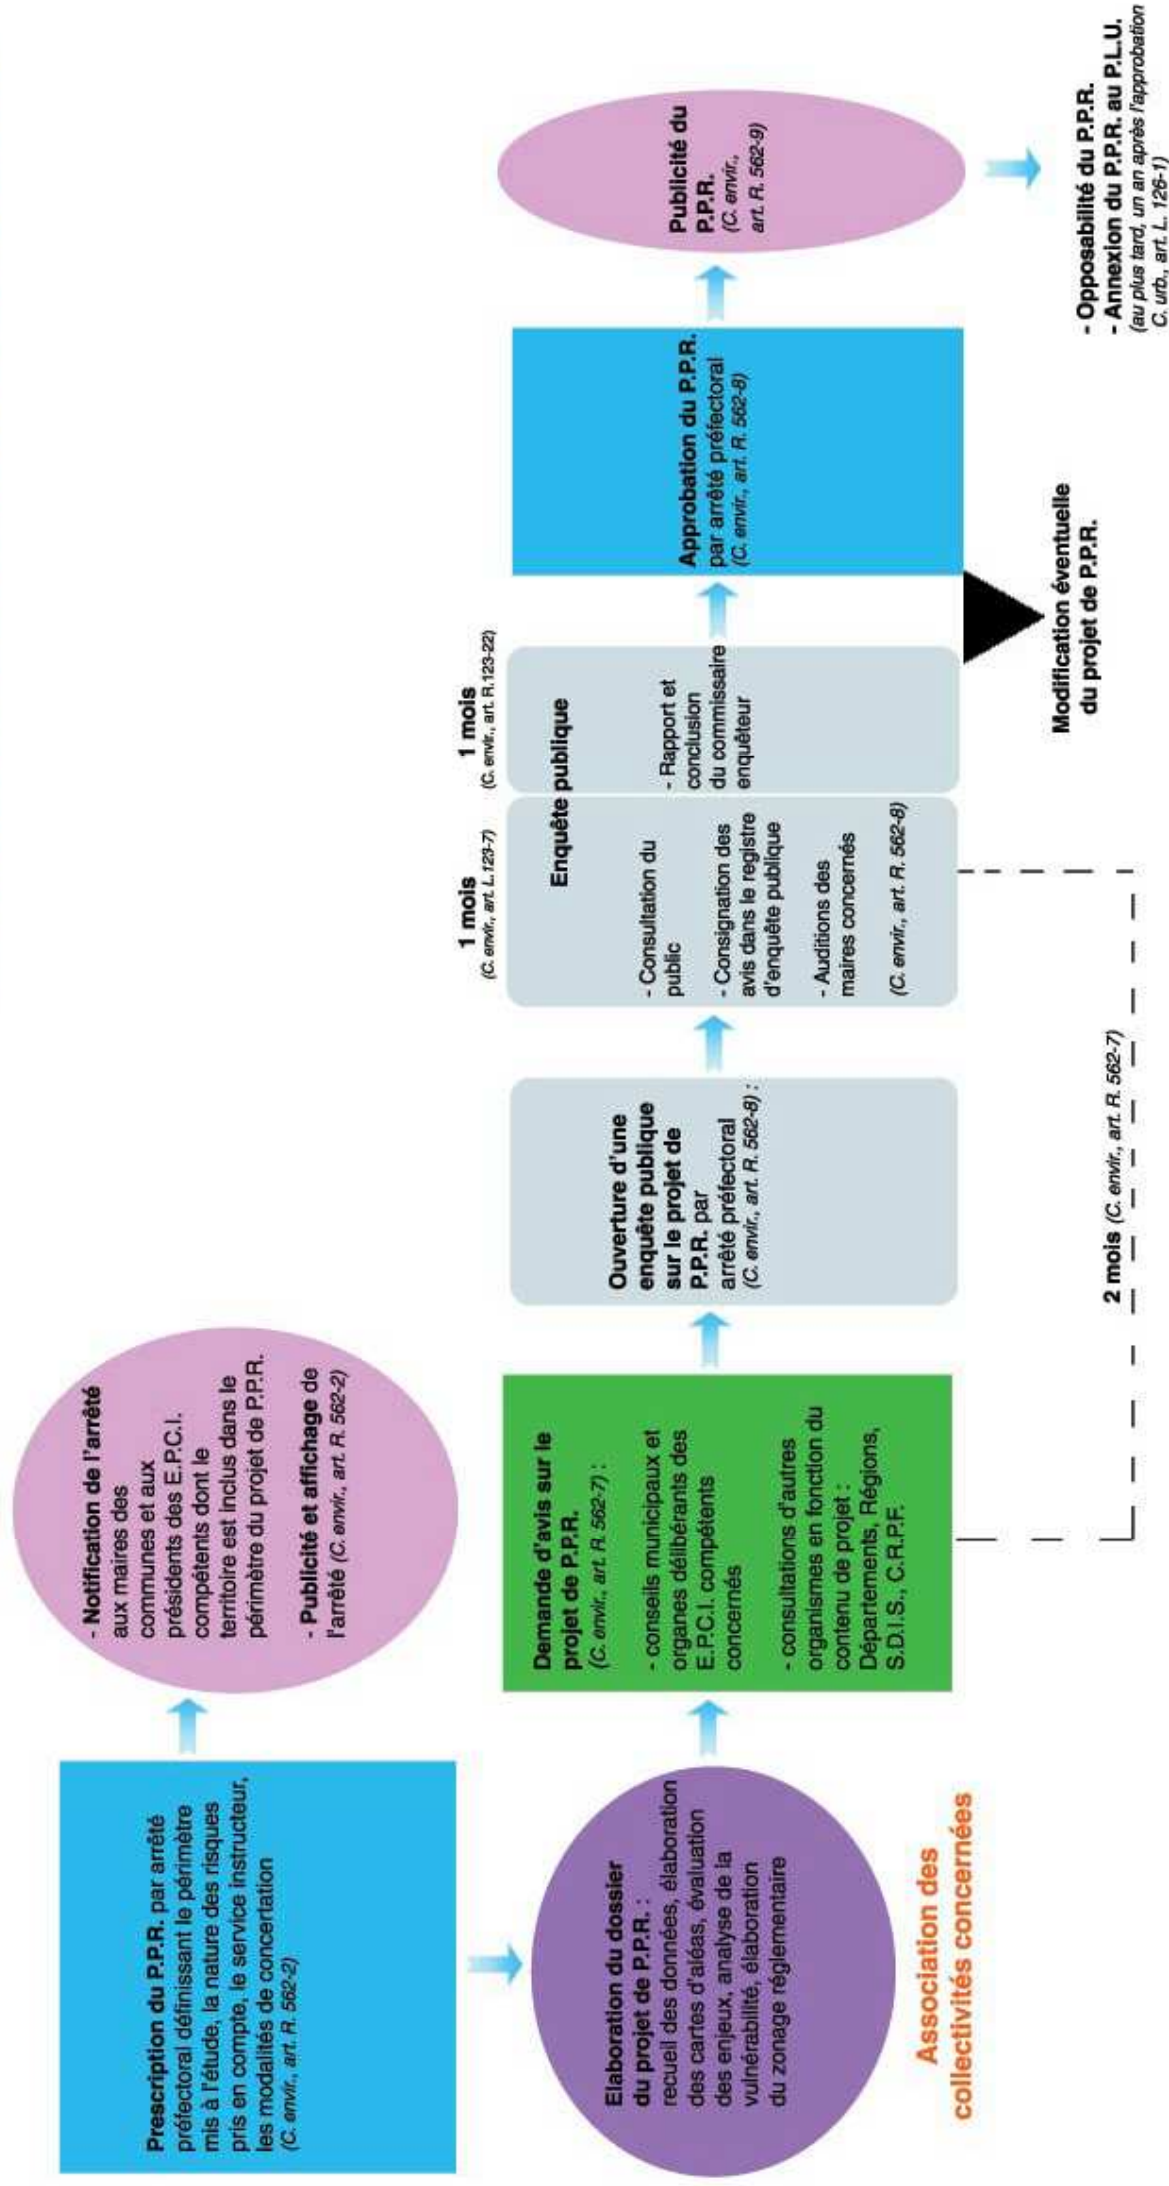 Prescription du P.P.R. par arrêté
préfectoral définissant le périmètre
mis à l'étude, la nature des risques
pris en compte, le service instructeur,
les modalités de concertation
(C. envir., art. R. 562-2)
- Notification de l'arrêté
aux maires des
communes et aux
présidents des E.P.C.I.
compétents dont le
territoire est inclus dans le
périmètre du projet de P.P.R.
- Publicité et affichage de
l'arrêté (C. envir., art. R. 562-2)
Elaboration du dossier
du projet de P.P.R. :
recueil des données, élaboration
des cartes d'aléas, évaluation
des enjeux, analyse de la
vulnérabilité, élaboration
du zonage réglementaire
Association des
collectivités concernées
Demande d'avis sur le
projet de P.P.R.
(C. envir., art. R. 562-7) :
- conseils municipaux et
organes délibérants des
E.P.C.I. compétents
concernés
- consultations d'autres
organismes en fonction du
contenu de projet :
Départements, Régions,
S.D.I.S., C.R.P.F.
Ouverture d'une
enquête publique
sur le projet de
P.P.R. par
arrêté préfectoral
(C. envir., art. R. 562-8) :
1 mois
(C. envir., art. L.123-7)
1 mois
(C. envir., art. R.123-22)
Enquête publique
- Consultation du
public
- Consignation des
avis dans le registre
d'enquête publique
- Auditions des
maires concernés
(C. envir., art. R. 562-8)
- Rapport et
conclusion
du commissaire
enquêteur
2 mois (C. envir., art. R. 562-7)
Approbation du P.P.R.
par arrêté préfectoral
(C. envir., art. R. 562-8)
Modification éventuelle
du projet de P.P.R.
Publicité du
P.P.R.
(C. envir.,
art. R. 562-9)
- Opposabilité du P.P.R.
- Annexion du P.P.R. au P.L.U.
(au plus tard, un an après l'approbation
C. urb., art. L. 126-1)